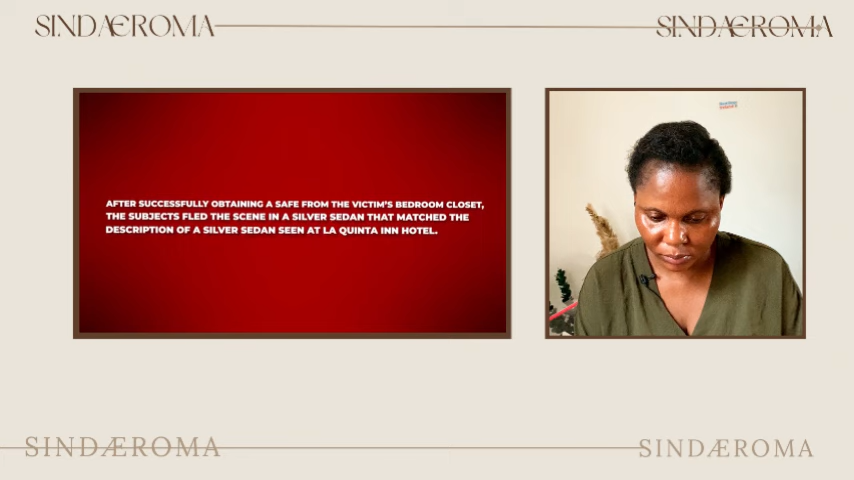 SINDÆROMA
SINDÆROMA
AFTER SUCCESSFULLY OBTAINING A SAFE FROM THE VICTIM'S BEDROOM CLOSET,
THE SUBJECTS FLED THE SCENE IN A SILVER SEDAN THAT MATCHED THE
DESCRIPTION OF A SILVER SEDAN SEEN AT LA QUINTA INN HOTEL.
SINDÆROMA
SINDÆROMA